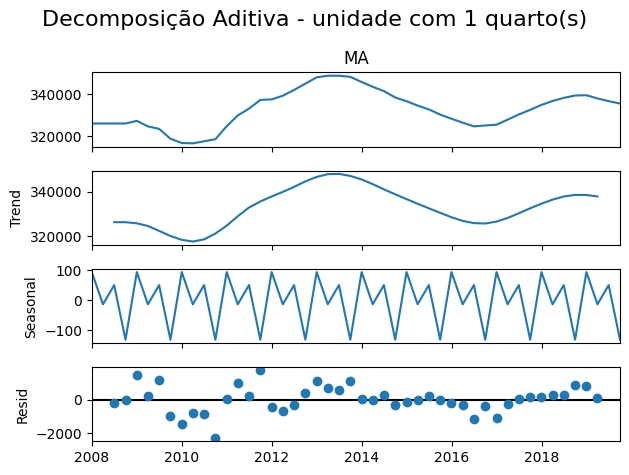 Decomposição Aditiva - unidade com 1 quarto(s)
MA
340000
320000
Trend
340000
320000
Seasonal
100
0
−100
Resid
0
−2000
2008 2010 2012 2014 2016 2018